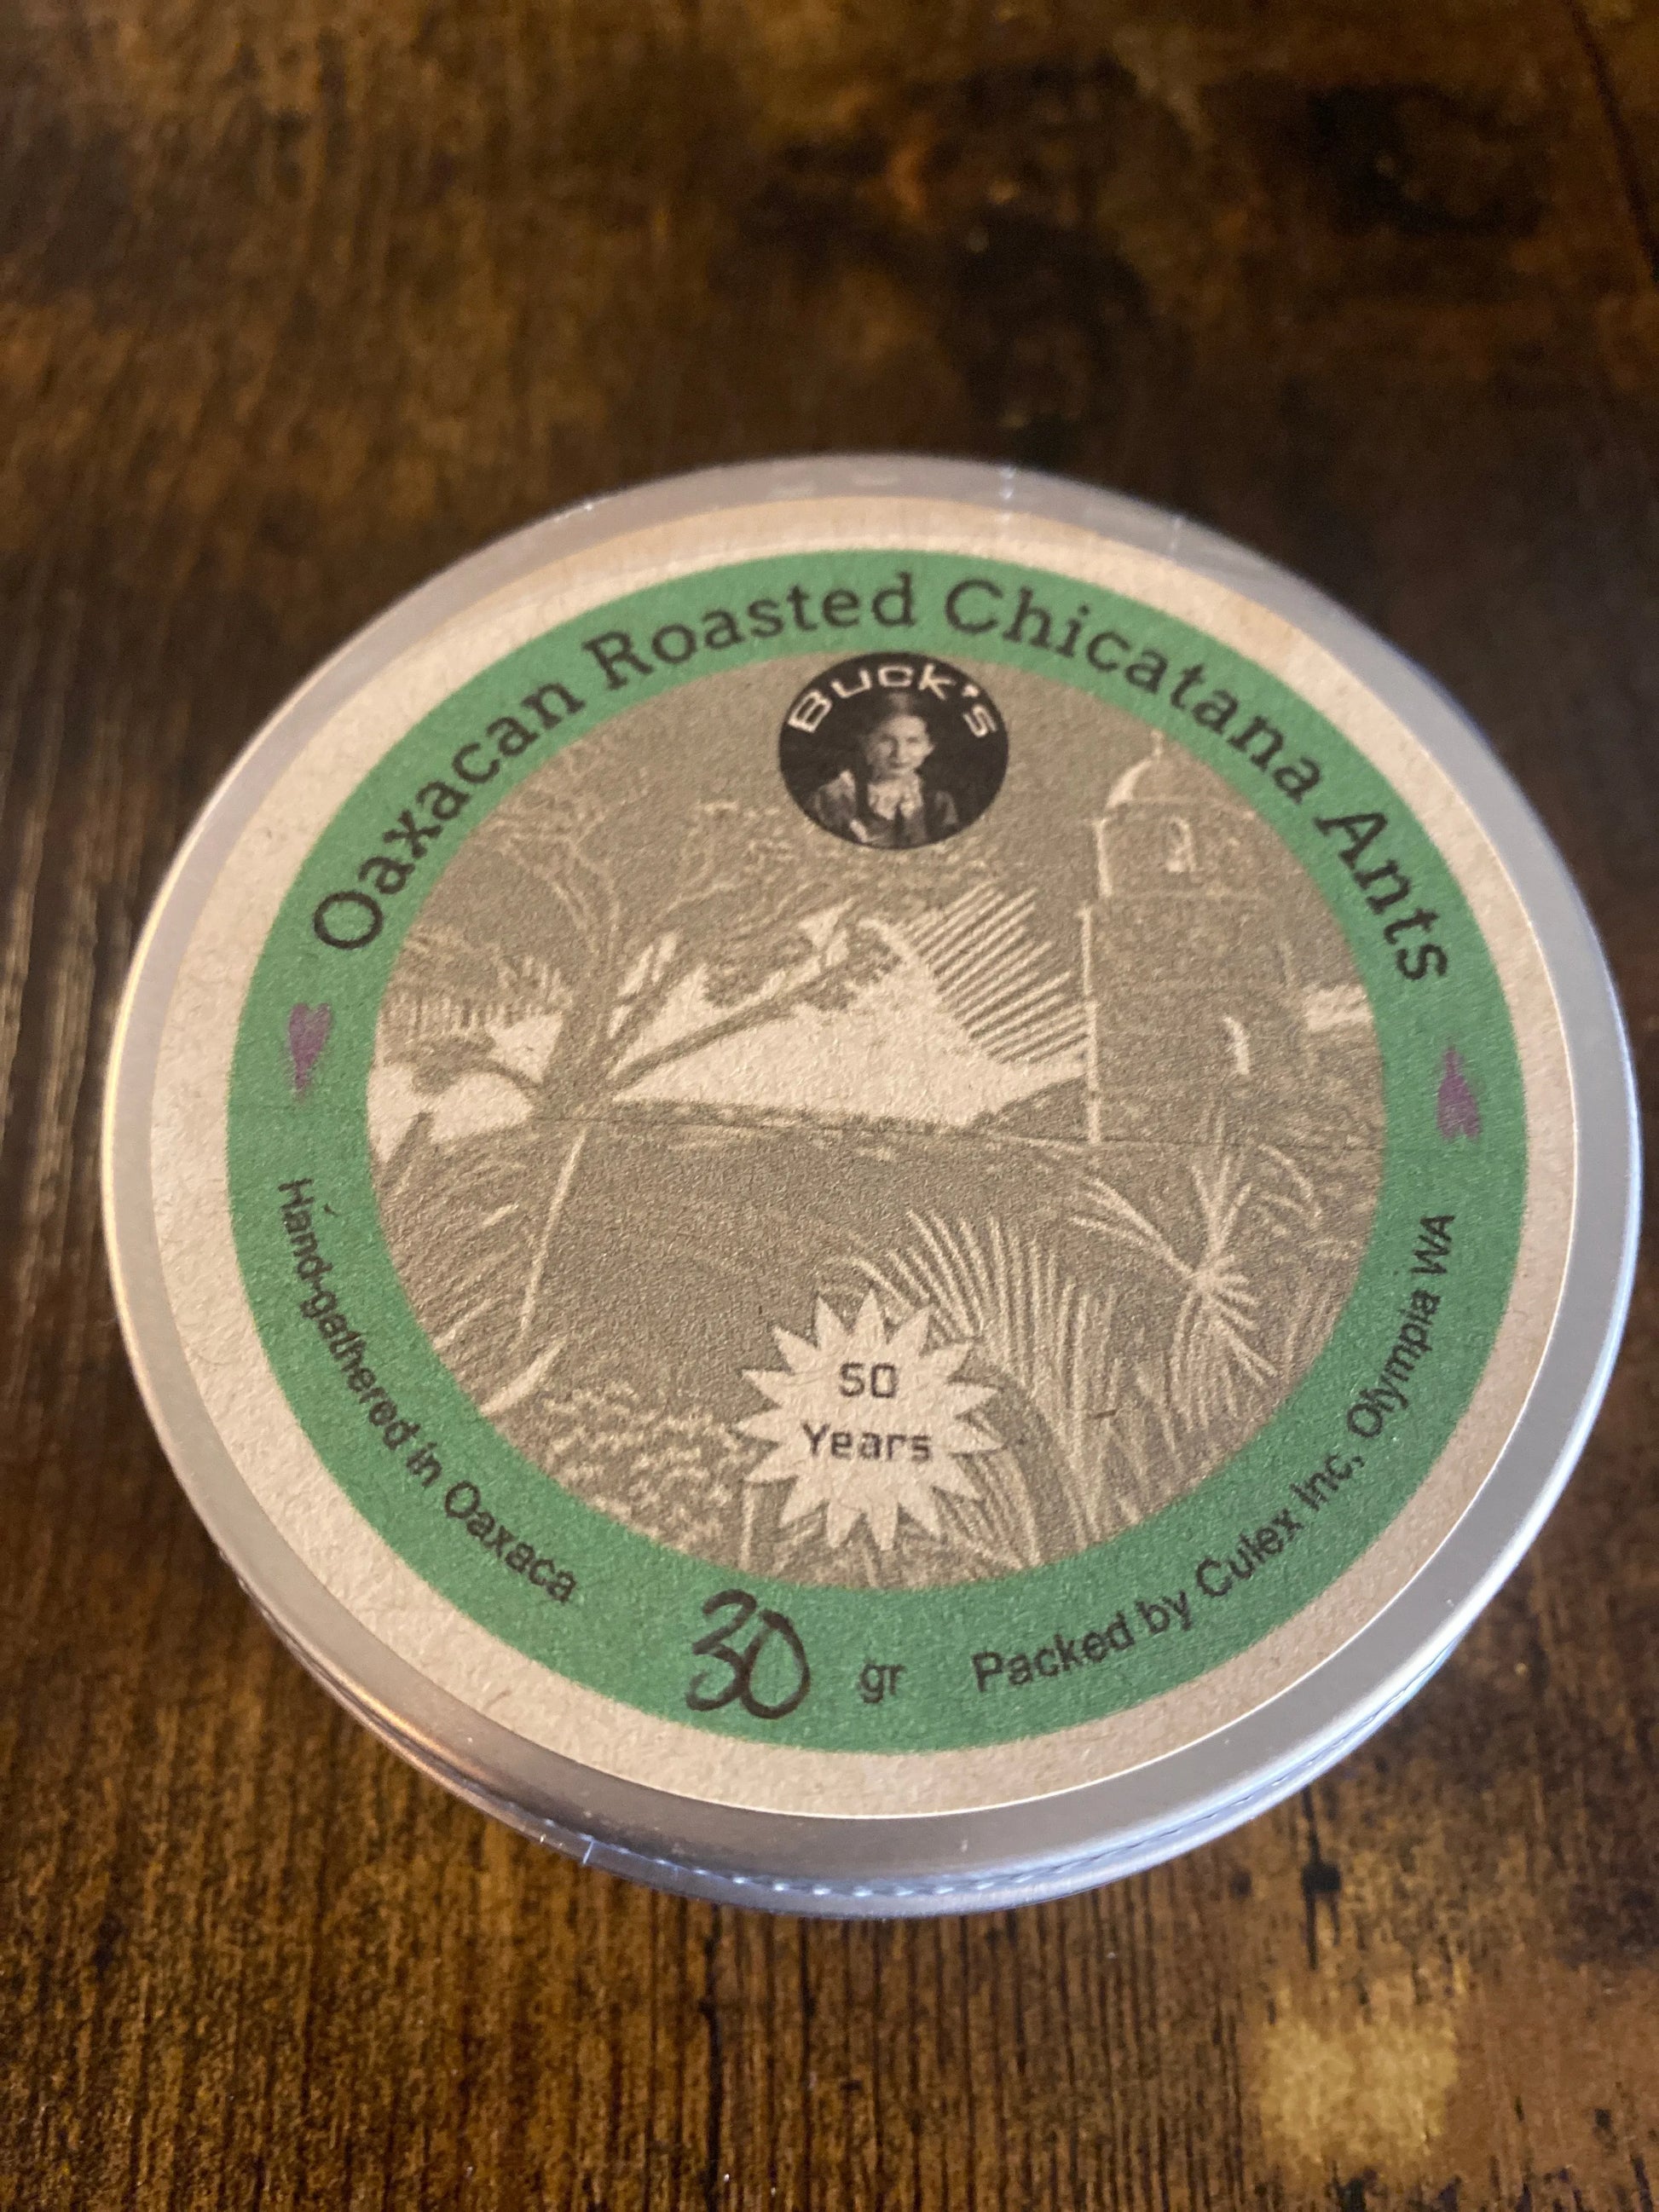 Oaxacan Roasted Chicatana Ants
Buck's
50
Years
Hand-gathered in Oaxaca
30 gr
Packed by Culex Inc, Olympia WA